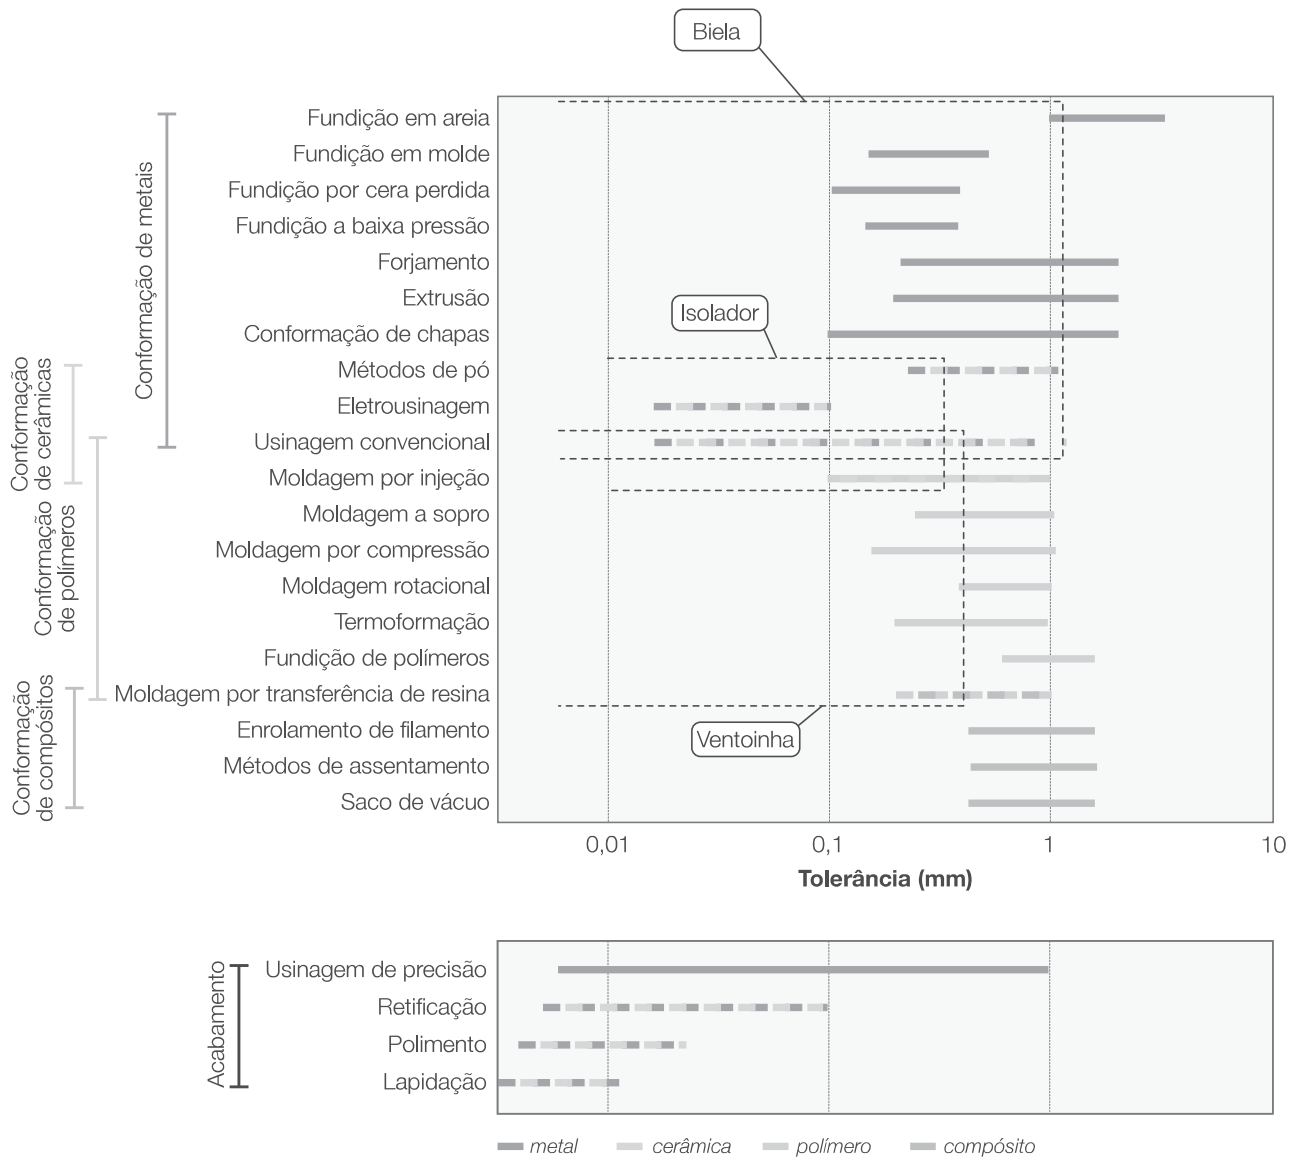 Biela
Fundição em areia
Fundição em molde
Fundição por cera perdida
Fundição a baixa pressão
Forjamento
Extrusão
Isolador
Conformação de chapas
Métodos de pó
Eletrousinagem
Usinagem convencional
Moldagem por injeção
Moldagem a sopro
Moldagem por compressão
Moldagem rotacional
Termoformação
Fundição de polímeros
Moldagem por transferência de resina
Enrolamento de filamento
Ventoinha
Métodos de assentamento
Saco de vácuo
Conformação de metais
Conformação
de cerâmicas
Conformação
de polímeros
Conformação
de compósitos
0,01
0,1
1
10
Tolerância (mm)
Acabamento
Usinagem de precisão
Retificação
Polimento
Lapidação
metal
cerâmica
polímero
compósito